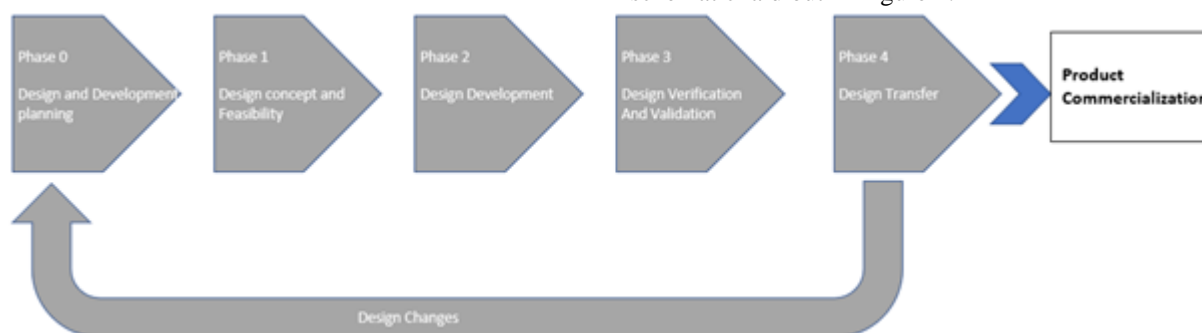 Phase 0
Design and Development
planning
Phase 1
Design concept and
Feasibility
Phase 2
Design Development
Phase 3
Design Verification
And Validation
Phase 4
Design Transfer
Product
Commercialization
Design Changes